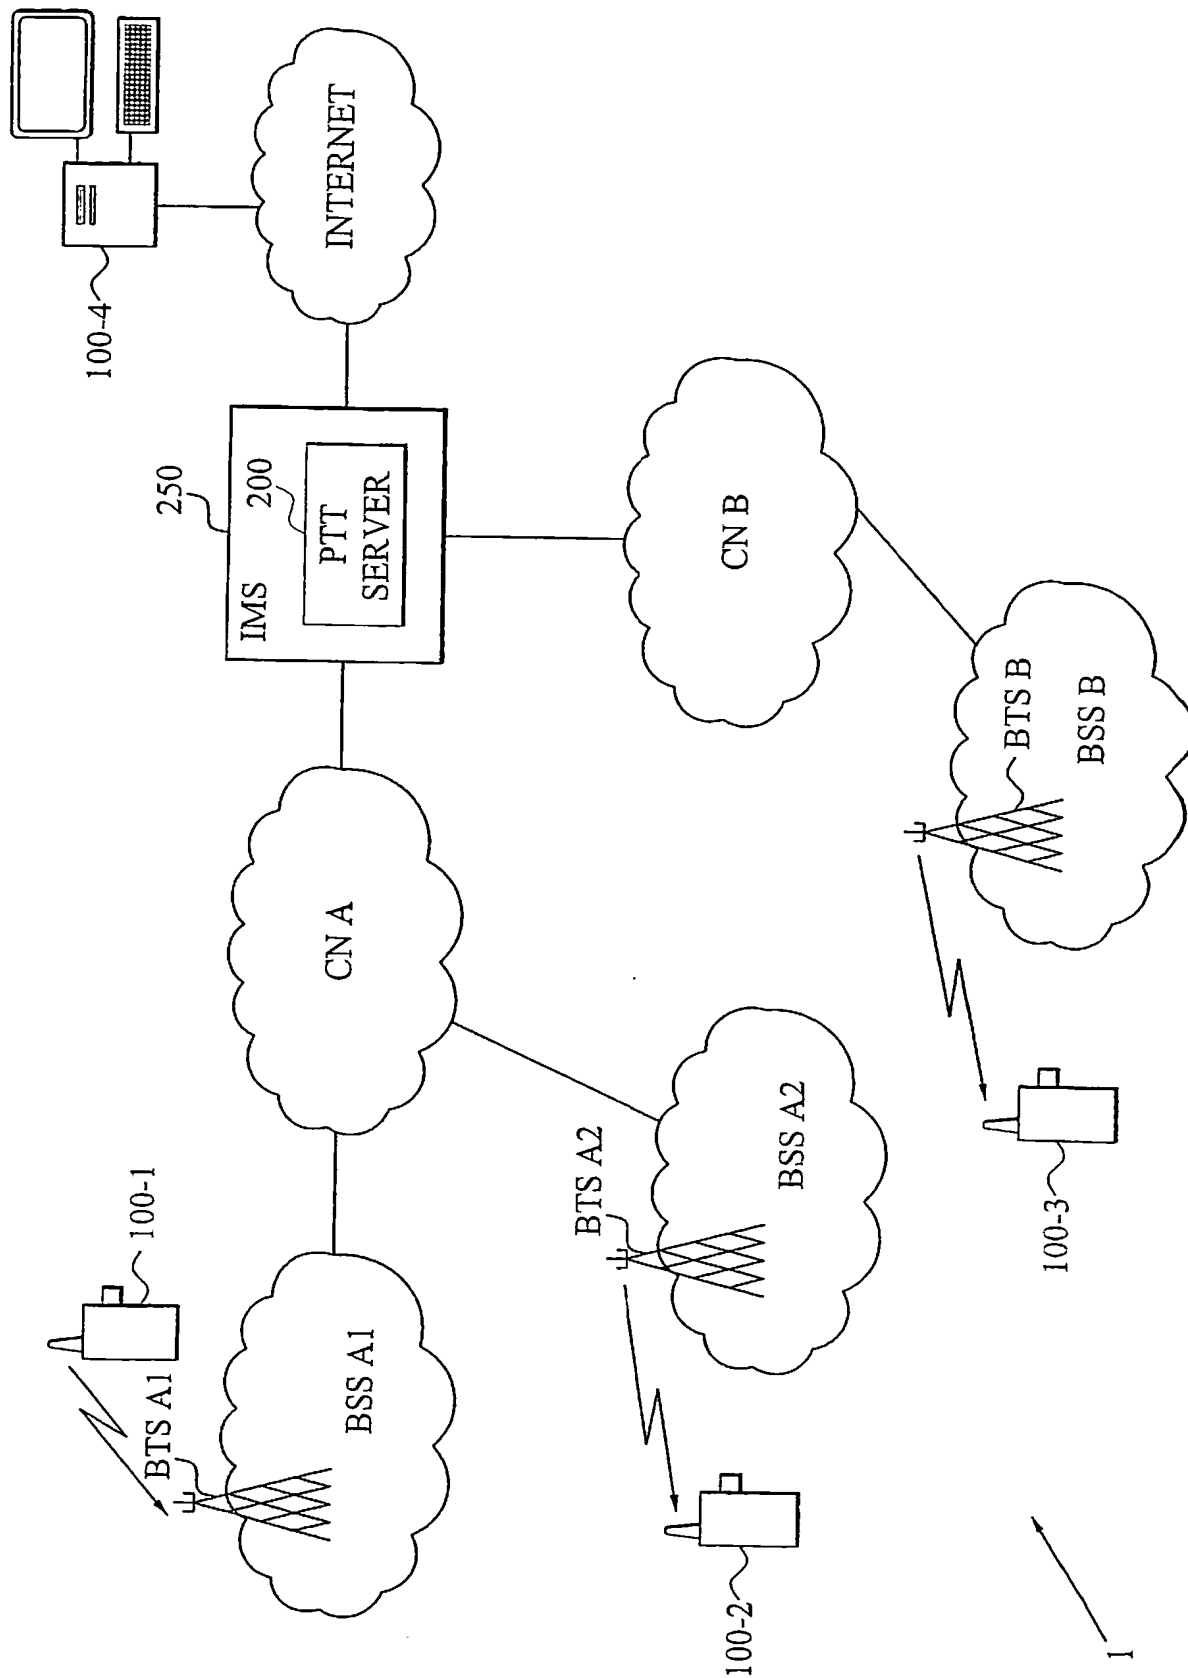 100-1
BTS A1
BSS A1
CN A
IMS
250
200
PTT
SERVER
INTERNET
100-4
BTS A2
BSS A2
100-2
CN B
BTS B
BSS B
100-3
1